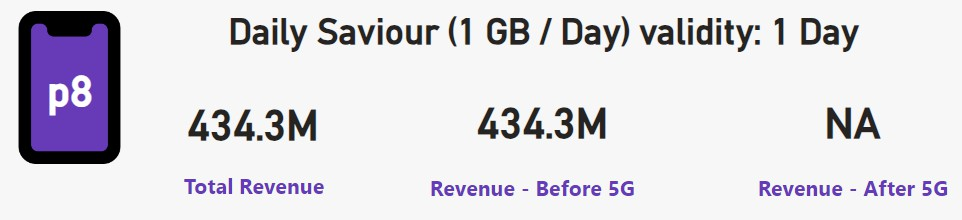 p8
Daily Saviour (1 GB / Day) validity: 1 Day
434.3M
434.3M
NA
Total Revenue
Revenue - Before 5G
Revenue - After 5G